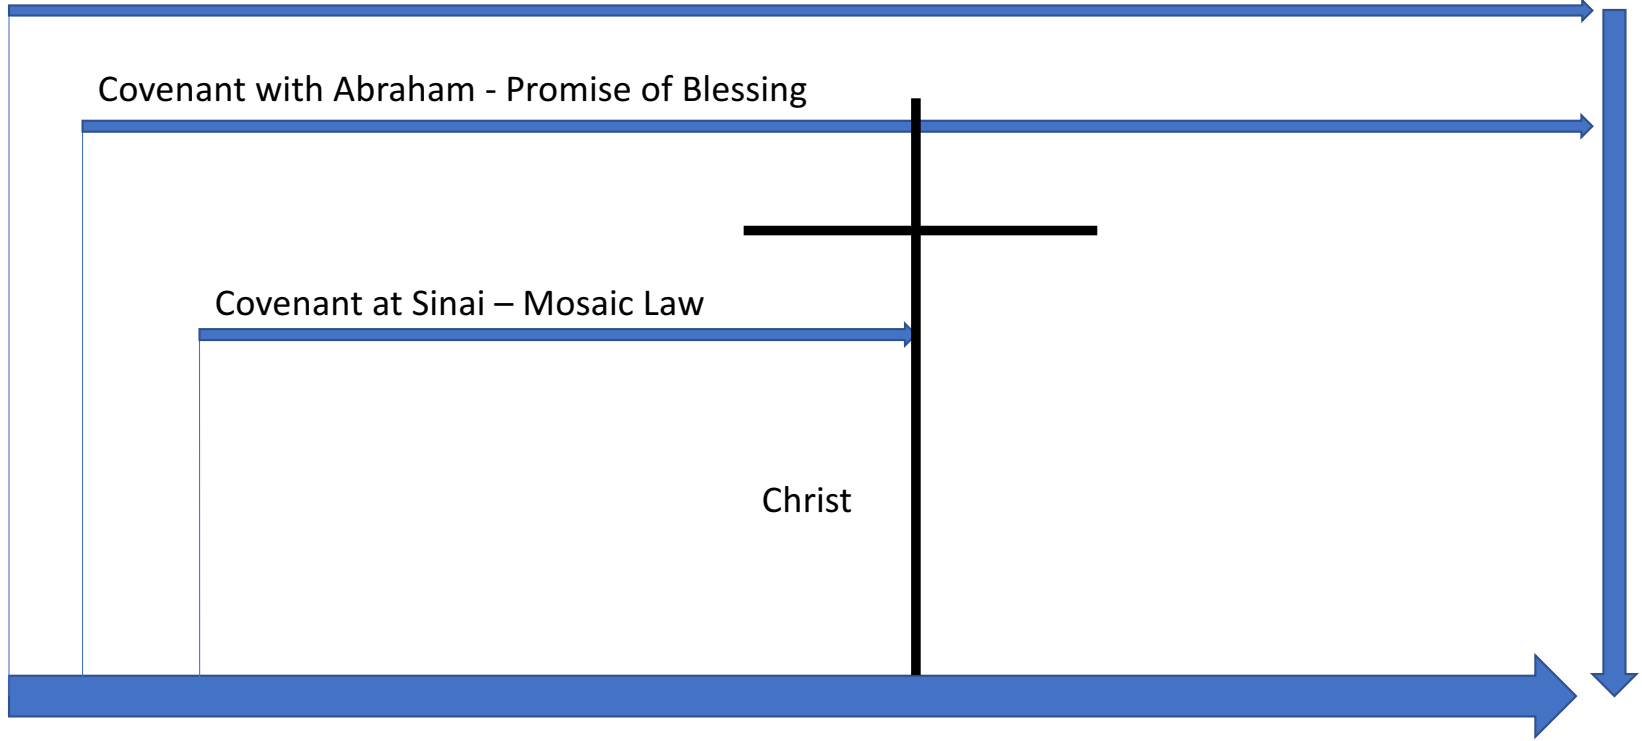 Covenant with Abraham - Promise of Blessing
Covenant at Sinai – Mosaic Law
Christ